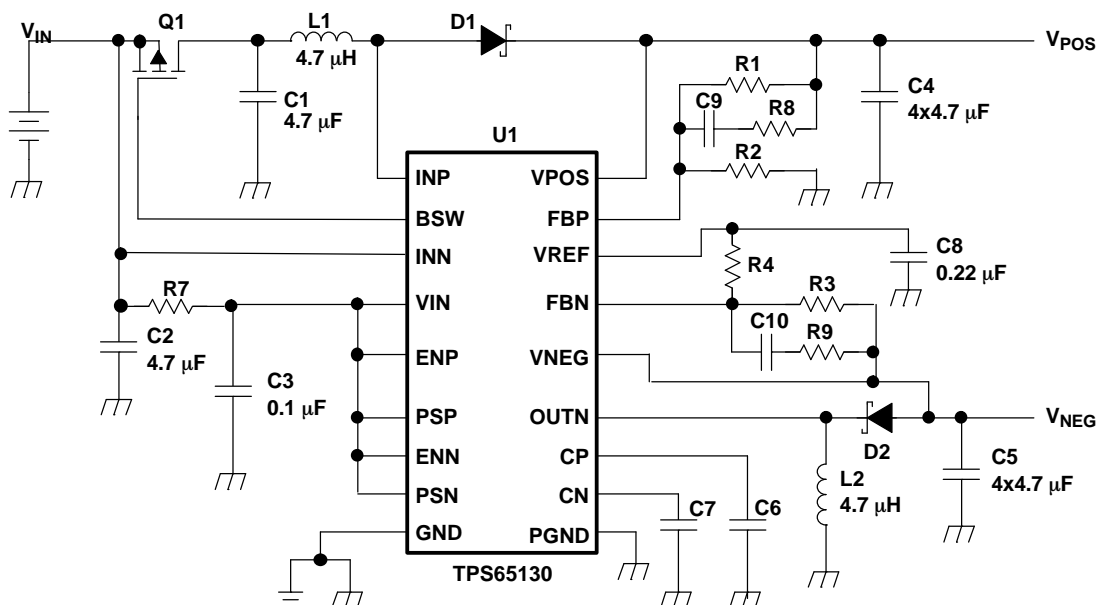 Q1
L1
D1
V_IN
4.7 μH
V_POS
R1
C1
4.7 μF
C9
R8
C4
4x4.7 μF
U1
R2
INP
VPOS
BSW
FBP
INN
VREF
R4
C8
0.22 μF
R7
VIN
FBN
R3
C2
4.7 μF
C10
R9
ENP
VNEG
C3
0.1 μF
PSP
OUTN
V_NEG
D2
ENN
CP
C5
4x4.7 μF
L2
4.7 μH
PSN
CN
C7
C6
GND
PGND
TPS65130